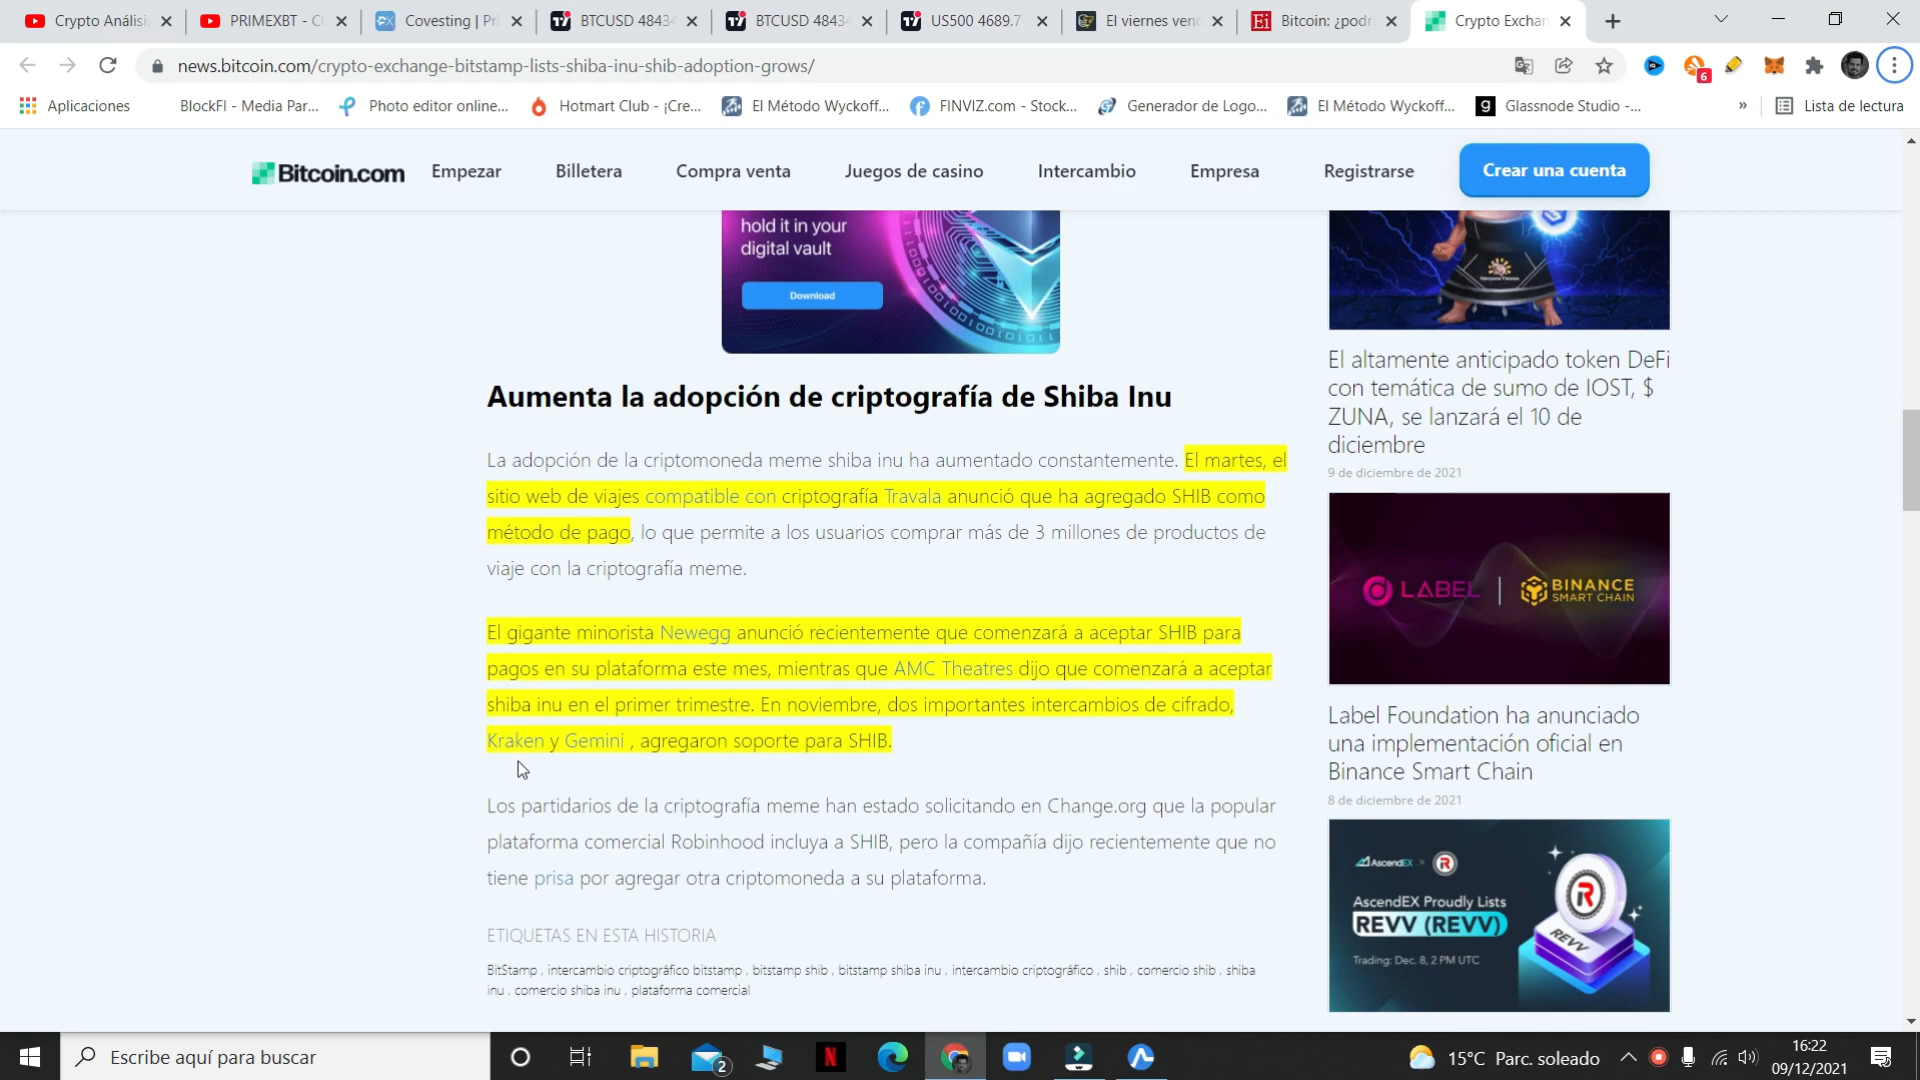 Crypto Análisis
PRIMEXBT - CO
Covesting | Pri
BTCUSD 48434
BTCUSD 48434
US500 4689.7
El viernes venc
Bitcoin: ¿podr
Crypto Exchan
news.bitcoin.com/crypto-exchange-bitstamp-lists-shiba-inu-shib-adoption-grows/
6
Aplicaciones
BlockFI - Media Par...
Photo editor online...
Hotmart Club - ¡Cre...
El Método Wyckoff...
FINVIZ.com - Stock...
Generador de Logo...
El Método Wyckoff...
Glassnode Studio -...
»
Lista de lectura
Bitcoin.com
Empezar
Billetera
Compra venta
Juegos de casino
Intercambio
Empresa
Registrarse
Crear una cuenta
hold it in your
digital vault
Download
Aumenta la adopción de criptografía de Shiba Inu
La adopción de la criptomoneda meme shiba inu ha aumentado constantemente. El martes, el
sitio web de viajes compatible con criptografía Travala anunció que ha agregado SHIB como
método de pago, lo que permite a los usuarios comprar más de 3 millones de productos de
viaje con la criptografía meme.
El gigante minorista Newegg anunció recientemente que comenzará a aceptar SHIB para
pagos en su plataforma este mes, mientras que AMC Theatres dijo que comenzará a aceptar
shiba inu en el primer trimestre. En noviembre, dos importantes intercambios de cifrado,
Kraken y Gemini , agregaron soporte para SHIB.
Los partidarios de la criptografía meme han estado solicitando en Change.org que la popular
plataforma comercial Robinhood incluya a SHIB, pero la compañía dijo recientemente que no
tiene prisa por agregar otra criptomoneda a su plataforma.
ETIQUETAS EN ESTA HISTORIA
BitStamp , intercambio criptográfico bitstamp , bitstamp shib , bitstamp shiba inu , intercambio criptográfico , shib , comercio shib , shiba
inu , comercio shiba inu , plataforma comercial
El altamente anticipado token DeFi
con temática de sumo de IOST, $
ZUNA, se lanzará el 10 de
diciembre
9 de diciembre de 2021
LABEL | BINANCE
SMART CHAIN
Label Foundation ha anunciado
una implementación oficial en
Binance Smart Chain
8 de diciembre de 2021
AscendEX × R
AscendEX Proudly Lists
REVV (REVV)
Trading: Dec. 8, 2 PM UTC
REVV
Escribe aquí para buscar
2
15°C Parc. soleado
16:22
09/12/2021